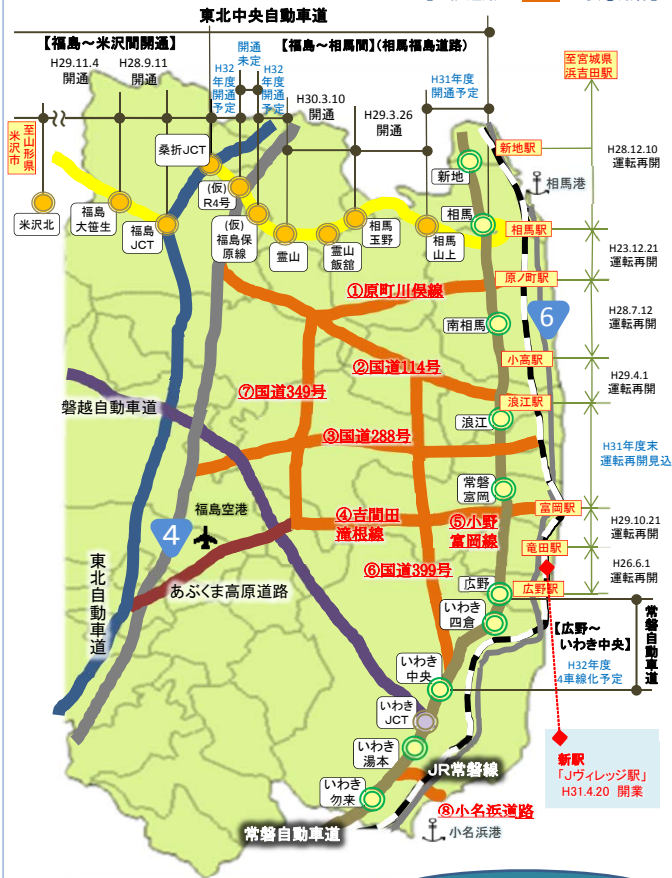 東北中央自動車道
【福島～米沢間開通】
【福島～相馬間】(相馬福島道路)
H29.11.4
開通
H28.9.11
開通
H32
年度
開通
予定
開通
未定
H32
年度
開通
予定
H30.3.10
開通
H29.3.26
開通
H31年度
開通予定
至宮城県
浜吉田駅
至山形県
米沢市
桑折JCT
新地駅
H28.12.10
運転再開
新地
相馬港
(仮)
R4号
米沢北
福島
大笹生
福島
JCT
(仮)
福島保
原線
霊山
霊山
飯舘
相馬
玉野
相馬
山上
相馬
相馬駅
H23.12.21
運転再開
原ノ町駅
①原町川俣線
南相馬
6
H28.7.12
運転再開
小高駅
②国道114号
⑦国道349号
H29.4.1
運転再開
浪江駅
磐越自動車道
浪江
③国道288号
H31年度末
運転再開見込
常磐
富岡
富岡駅
福島空港
④吉間田
滝根線
⑤小野
富岡線
4
H29.10.21
運転再開
竜田駅
東北自動車道
⑥国道399号
あぶくま高原道路
H26.6.1
運転再開
広野
広野駅
いわき
四倉
【広野～
いわき中央】
常磐自動車道
H32年度
4車線化予定
いわき
中央
いわき
JCT
いわき
湯本
JR常磐線
新駅
「Jヴィレッジ駅」
H31.4.20 開業
いわき
勿来
⑧小名浜道路
常磐自動車道
小名浜港